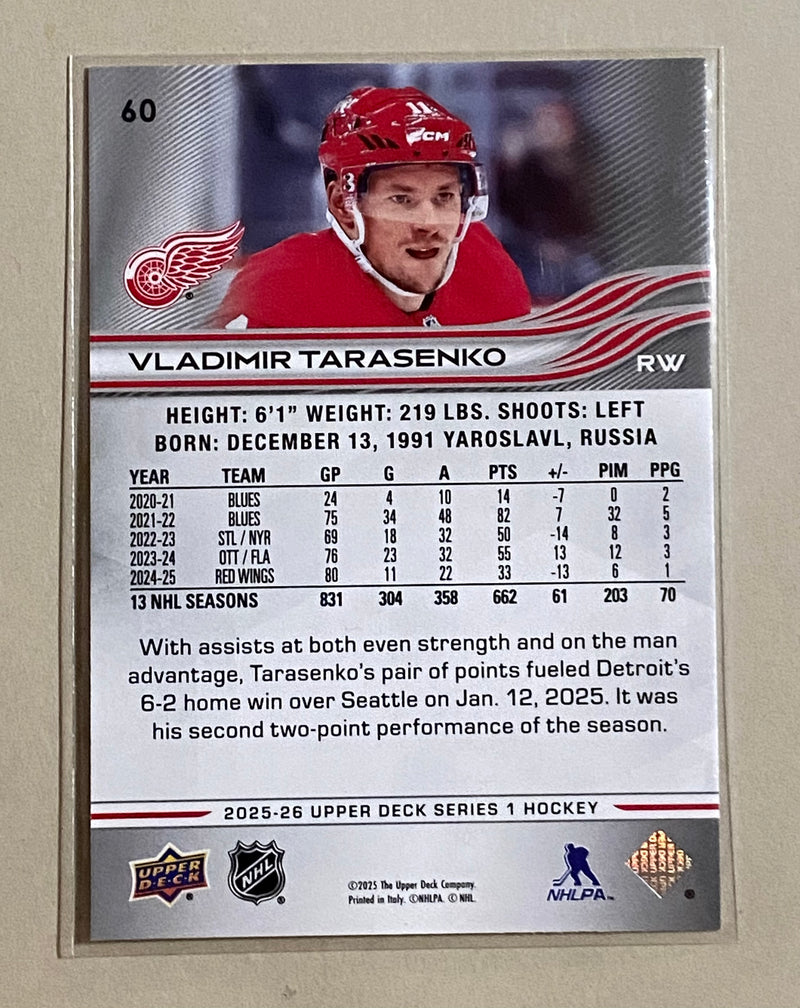 60
11
CCM
3
VLADIMIR TARASENKO
RW
HEIGHT: 6'1" WEIGHT: 219 LBS. SHOOTS: LEFT
BORN: DECEMBER 13, 1991 YAROSLAVL, RUSSIA
YEAR TEAM GP G A PTS +/- PIM PPG
2020-21 BLUES 24 4 10 14 -7 0 2
2021-22 BLUES 75 34 48 82 7 32 5
2022-23 STL / NYR 69 18 32 50 -14 8 3
2023-24 OTT / FLA 76 23 32 55 13 12 3
2024-25 RED WINGS 80 11 22 33 -13 6 1
13 NHL SEASONS 831 304 358 662 61 203 70
With assists at both even strength and on the man
advantage, Tarasenko's pair of points fueled Detroit's
6-2 home win over Seattle on Jan. 12, 2025. It was
his second two-point performance of the season.
2025-26 UPPER DECK SERIES 1 HOCKEY
UPPER
D·E·C·K
NHL
©2025 The Upper Deck Company.
Printed in Italy. ©NHLPA. © NHL.
NHLPA™